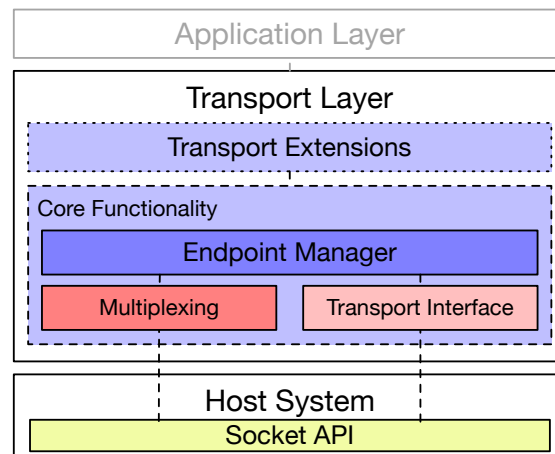 Application Layer
Transport Layer
Transport Extensions
Core Functionality
Endpoint Manager
Multiplexing
Transport Interface
Host System
Socket API